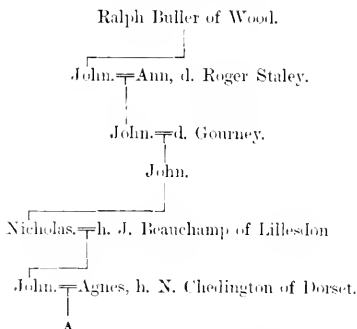 Ralph Buller of Wood.
John. Ann, d. Roger Staley.
John. d. Gourney.
John.
Nicholas. h. J. Beauchamp of Lillesdon
John. Agnes, h. N. Chedington of Dorset.
A